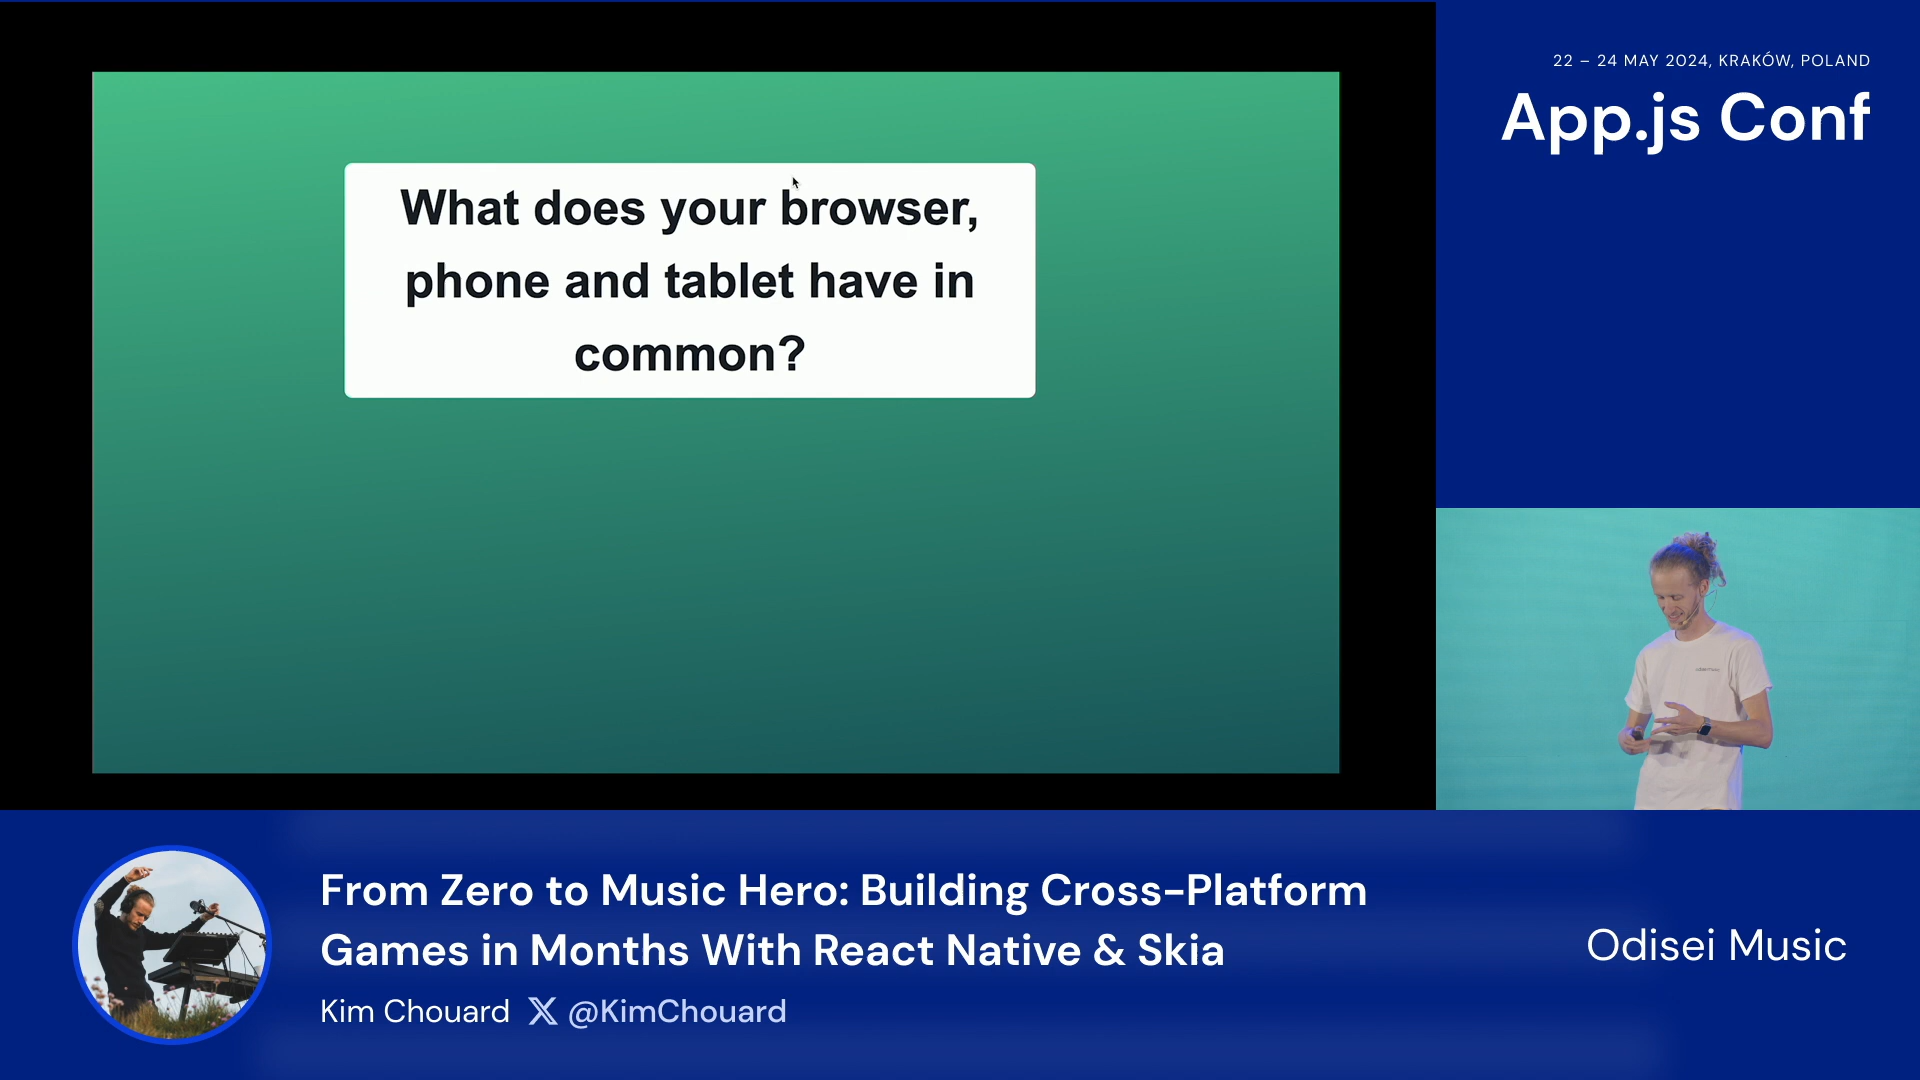 What does your browser,
phone and tablet have in
common?
22 – 24 MAY 2024, KRAKÓW, POLAND
App.js Conf
From Zero to Music Hero: Building Cross-Platform
Games in Months With React Native & Skia
Kim Chouard X @KimChouard
Odisei Music